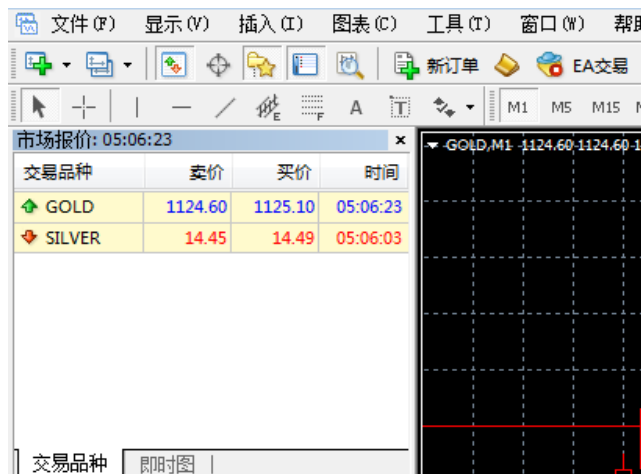 文件(F) 显示(V) 插入(I) 图表(C) 工具(T) 窗口(W)
新订单 EA交易
E F A T M1 M5 M15
市场报价: 05:06:23
交易品种 卖价 买价 时间
GOLD 1124.60 1125.10 05:06:23
SILVER 14.45 14.49 05:06:03
GOLD,M1 1124.60 1124.60
交易品种 即时图